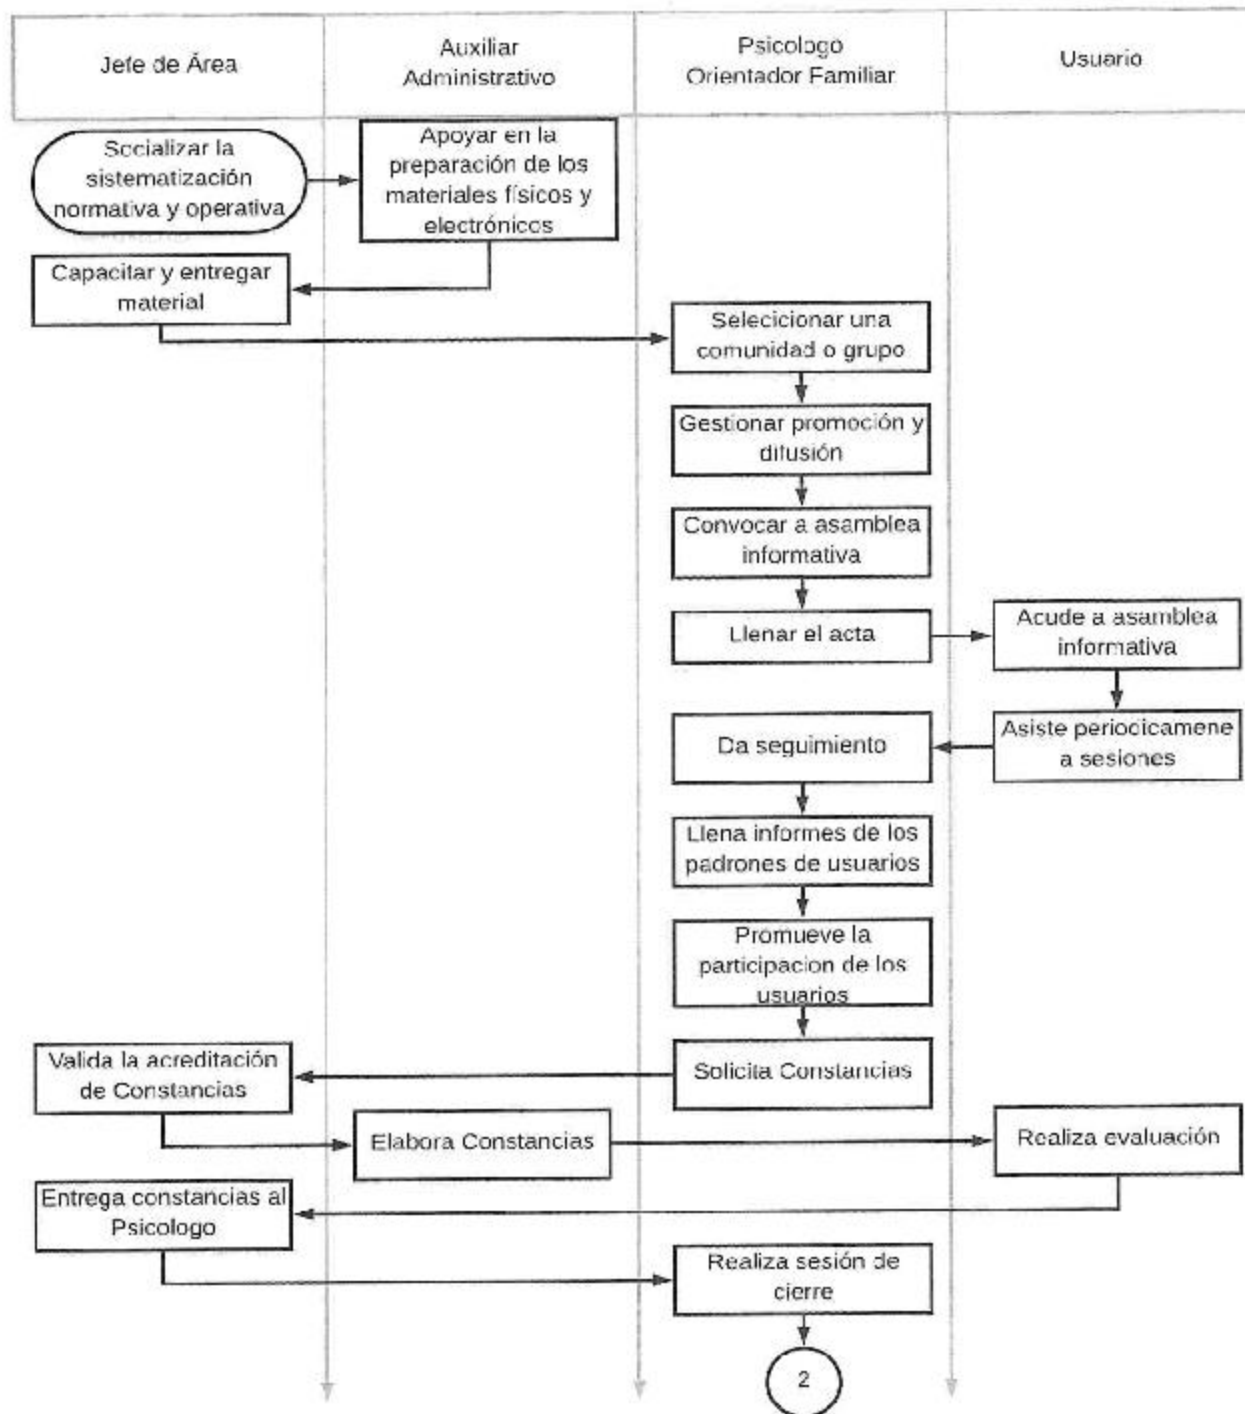 Jefe de Área
Auxiliar
Administrativo
Psicologo
Orientador Familiar
Usuario
Socializar la
sistematización
normativa y operativa
Apoyar en la
preparación de los
materiales físicos y
electrónicos
Capacitar y entregar
material
Selecicionar una
comunidad o grupo
Gestionar promoción y
difusión
Convocar a asamblea
informativa
Llenar el acta
Acude a asamblea
informativa
Asiste periodicamene
a sesiones
Da seguimiento
Llena informes de los
padrones de usuarios
Promueve la
participacion de los
usuarios
Solicita Constancias
Valida la acreditación
de Constancias
Elabora Constancias
Realiza evaluación
Entrega constancias al
Psicologo
Realiza sesión de
cierre
2